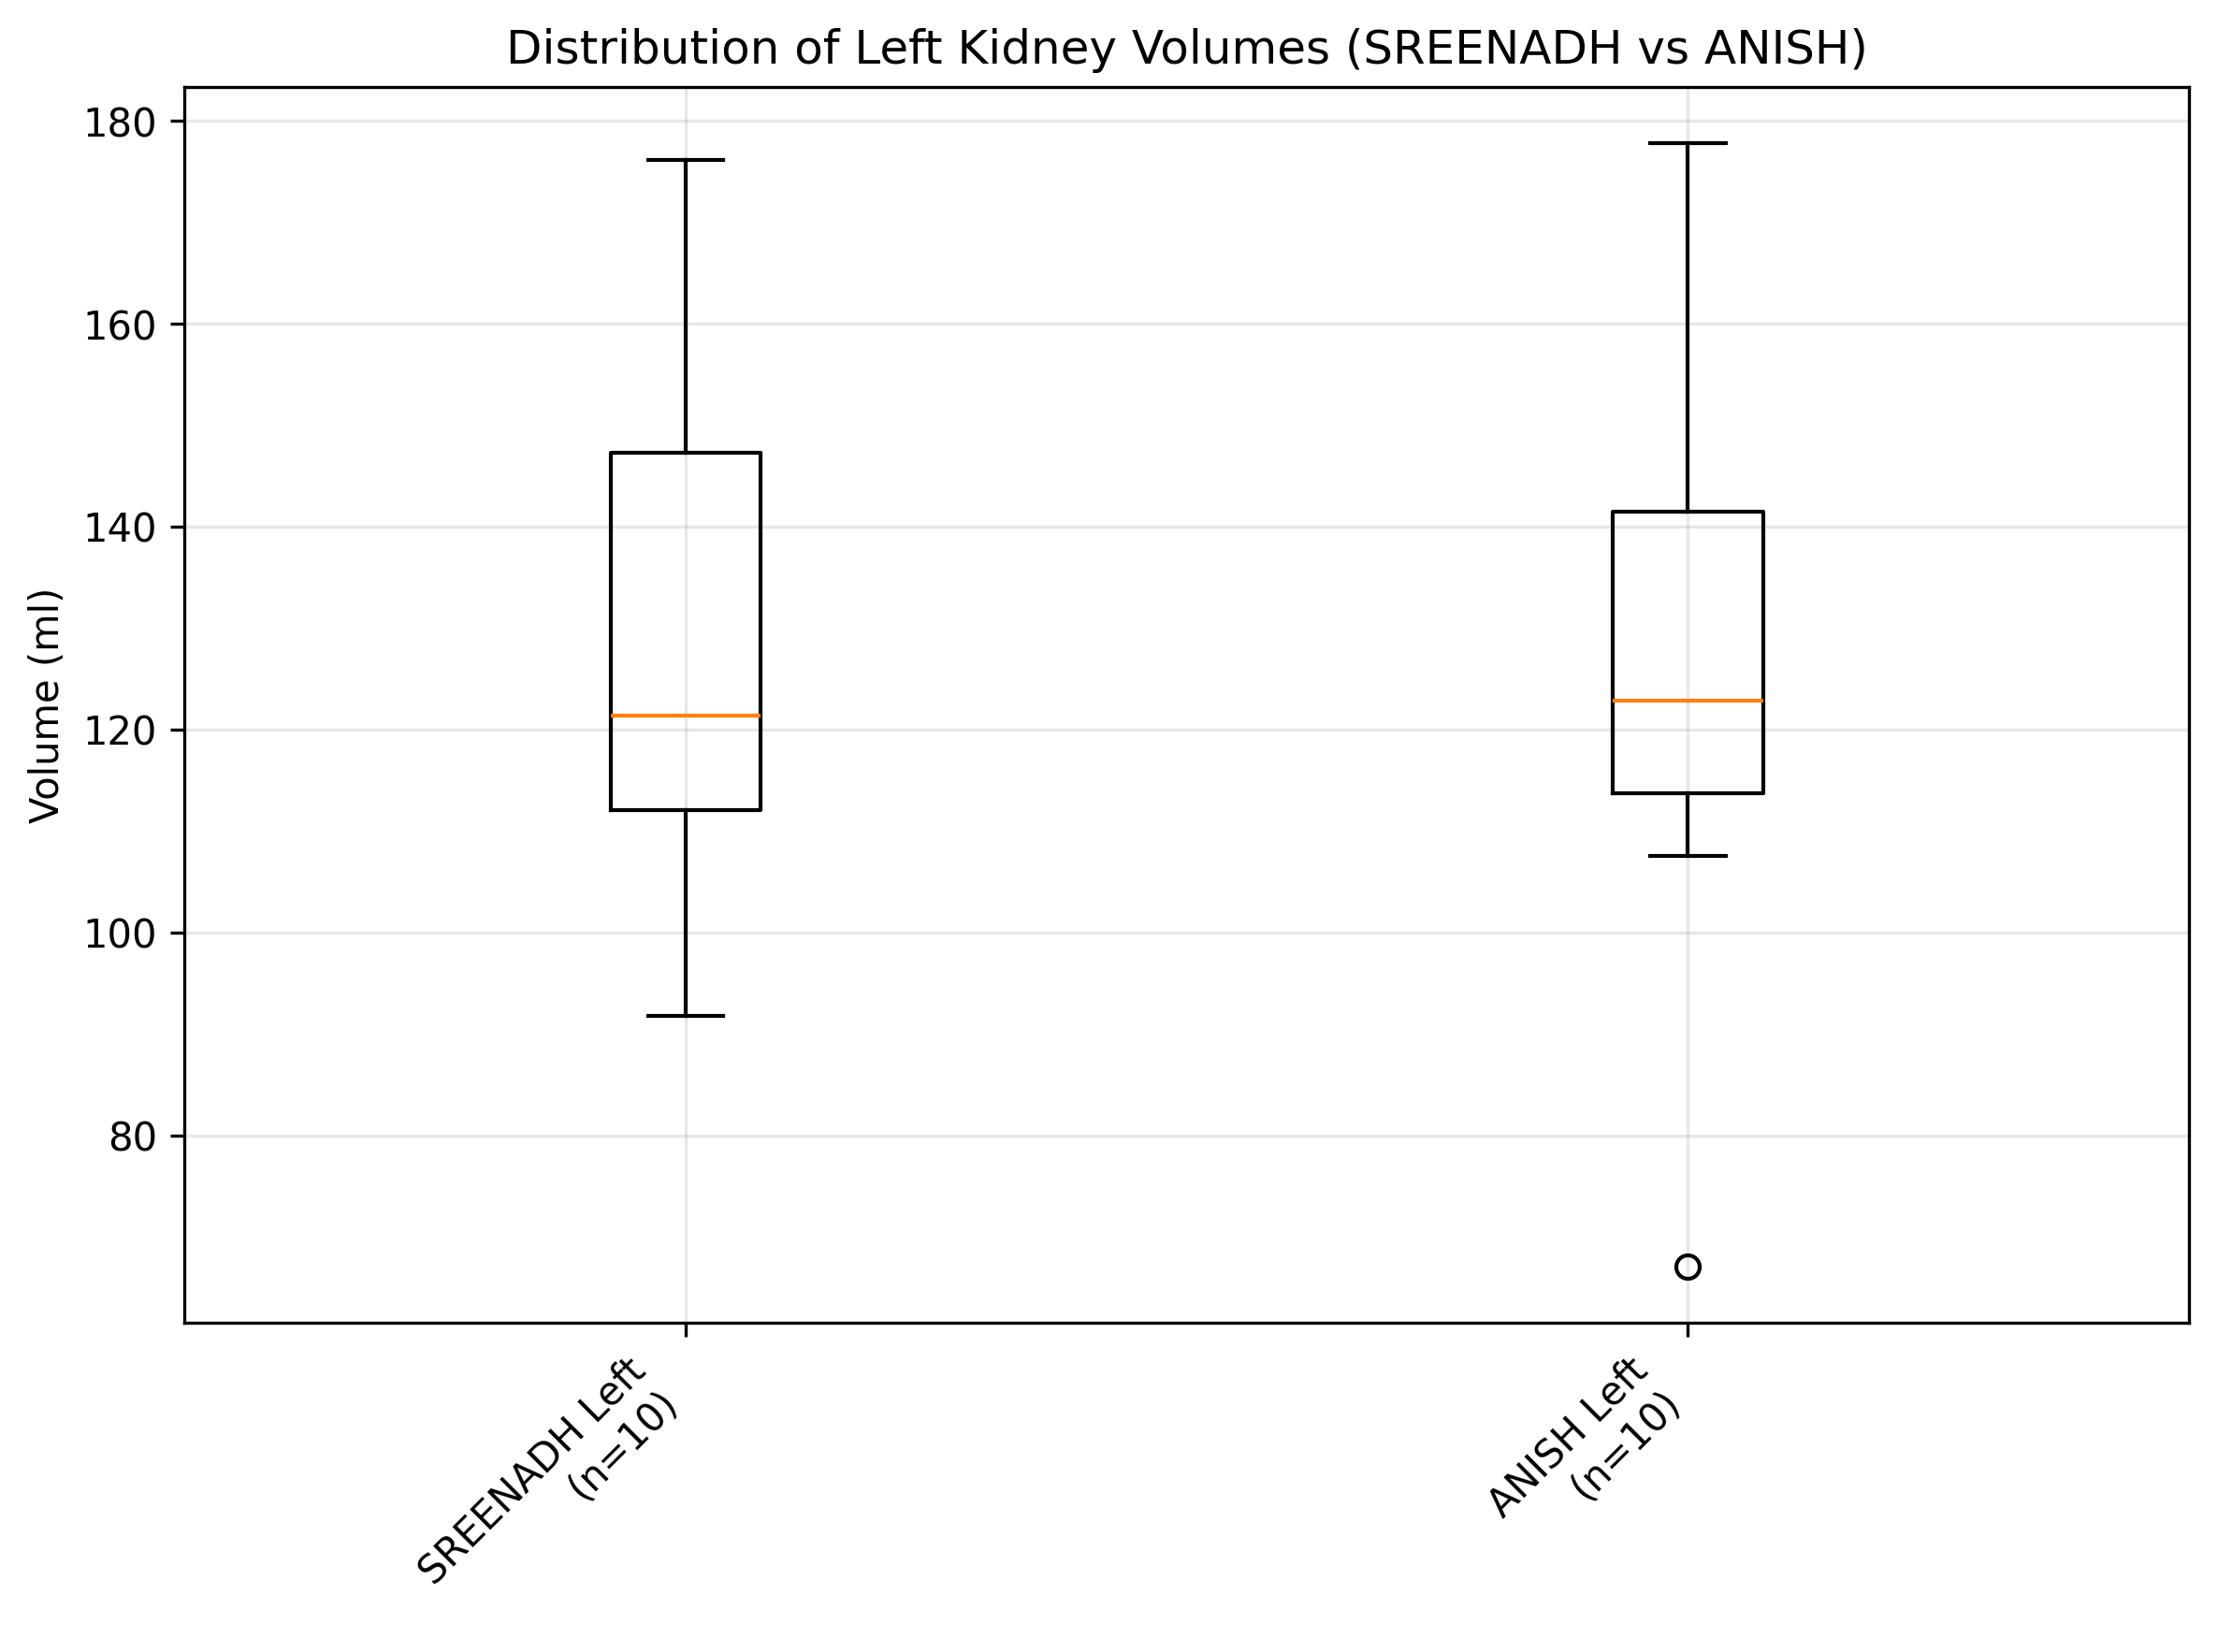 Distribution of Left Kidney Volumes (SREENADH vs ANISH)
Volume (ml)
180
160
140
120
100
80
SREENADH Left
(n=10)
ANISH Left
(n=10)